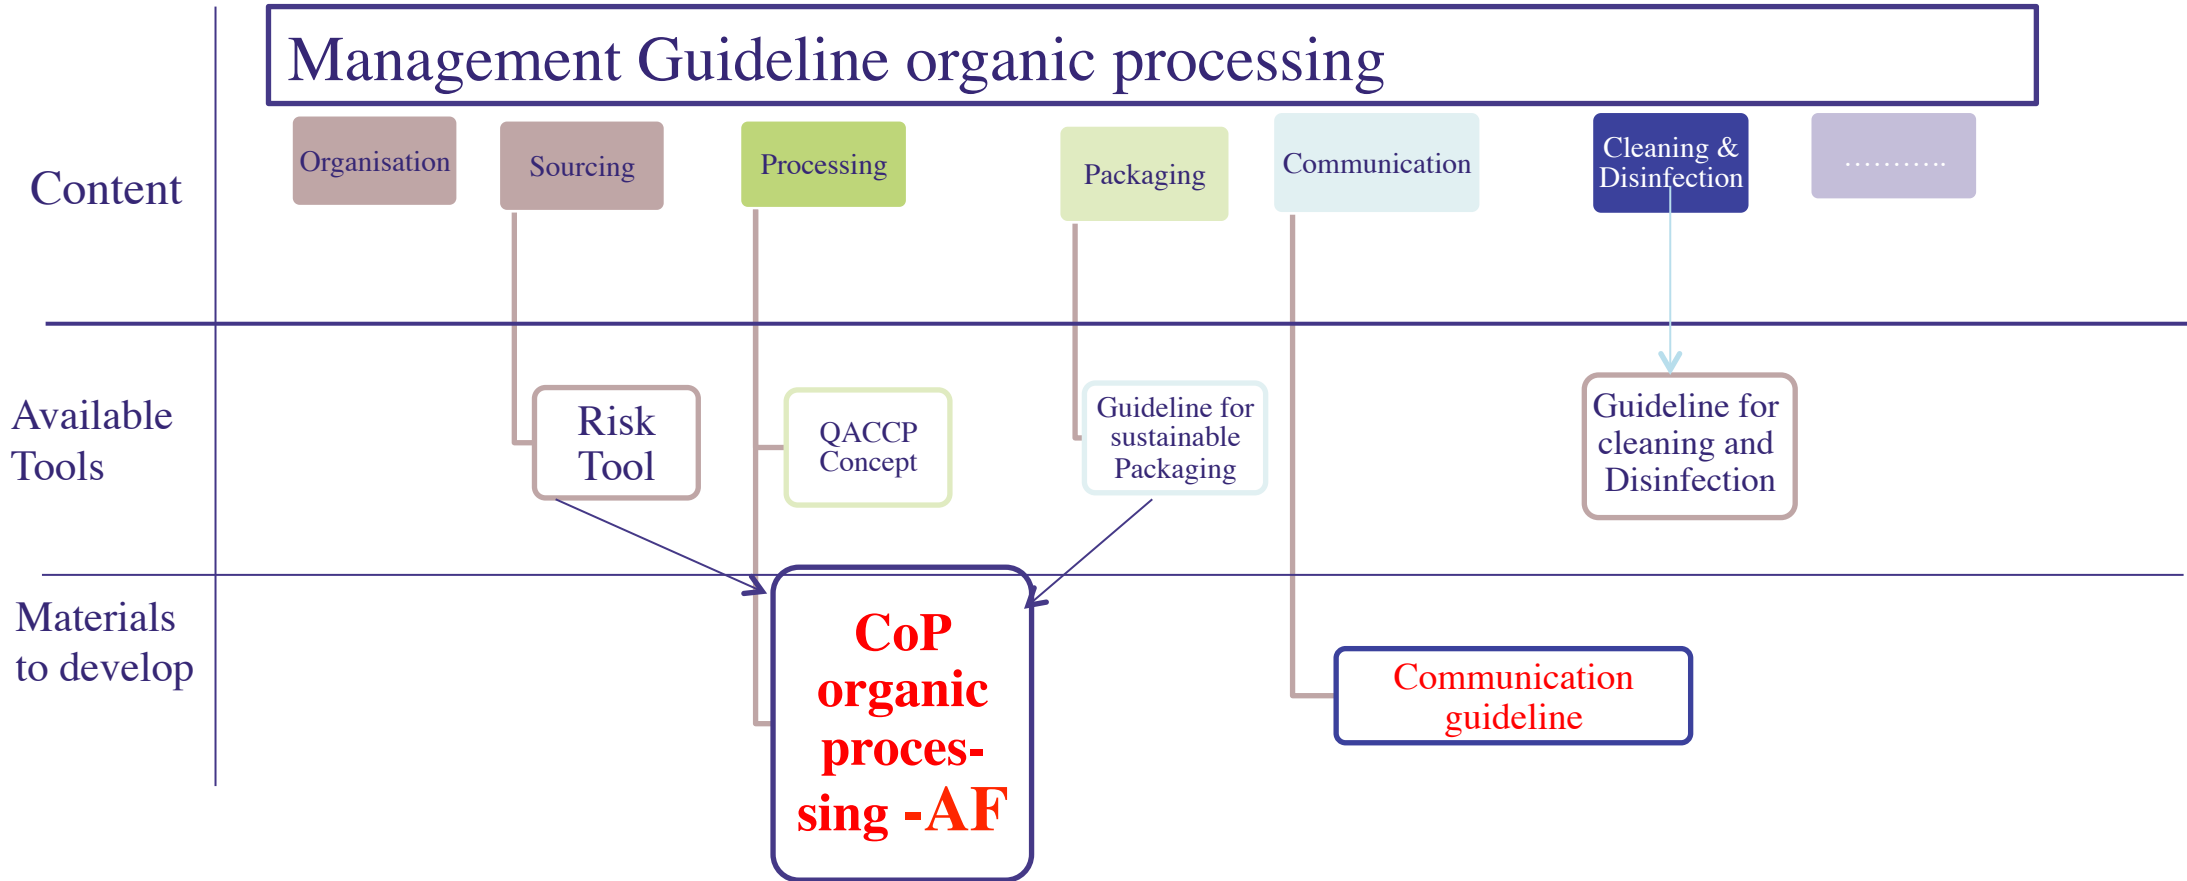 Management Guideline organic processing
Content
Organisation
Sourcing
Processing
Packaging
Communication
Cleaning &
Disinfection
………..
Available
Tools
Risk
Tool
QACCP
Concept
Guideline for
sustainable
Packaging
Guideline for
cleaning and
Disinfection
Materials
to develop
CoP
organic
proces-
sing -AF
Communication
guideline